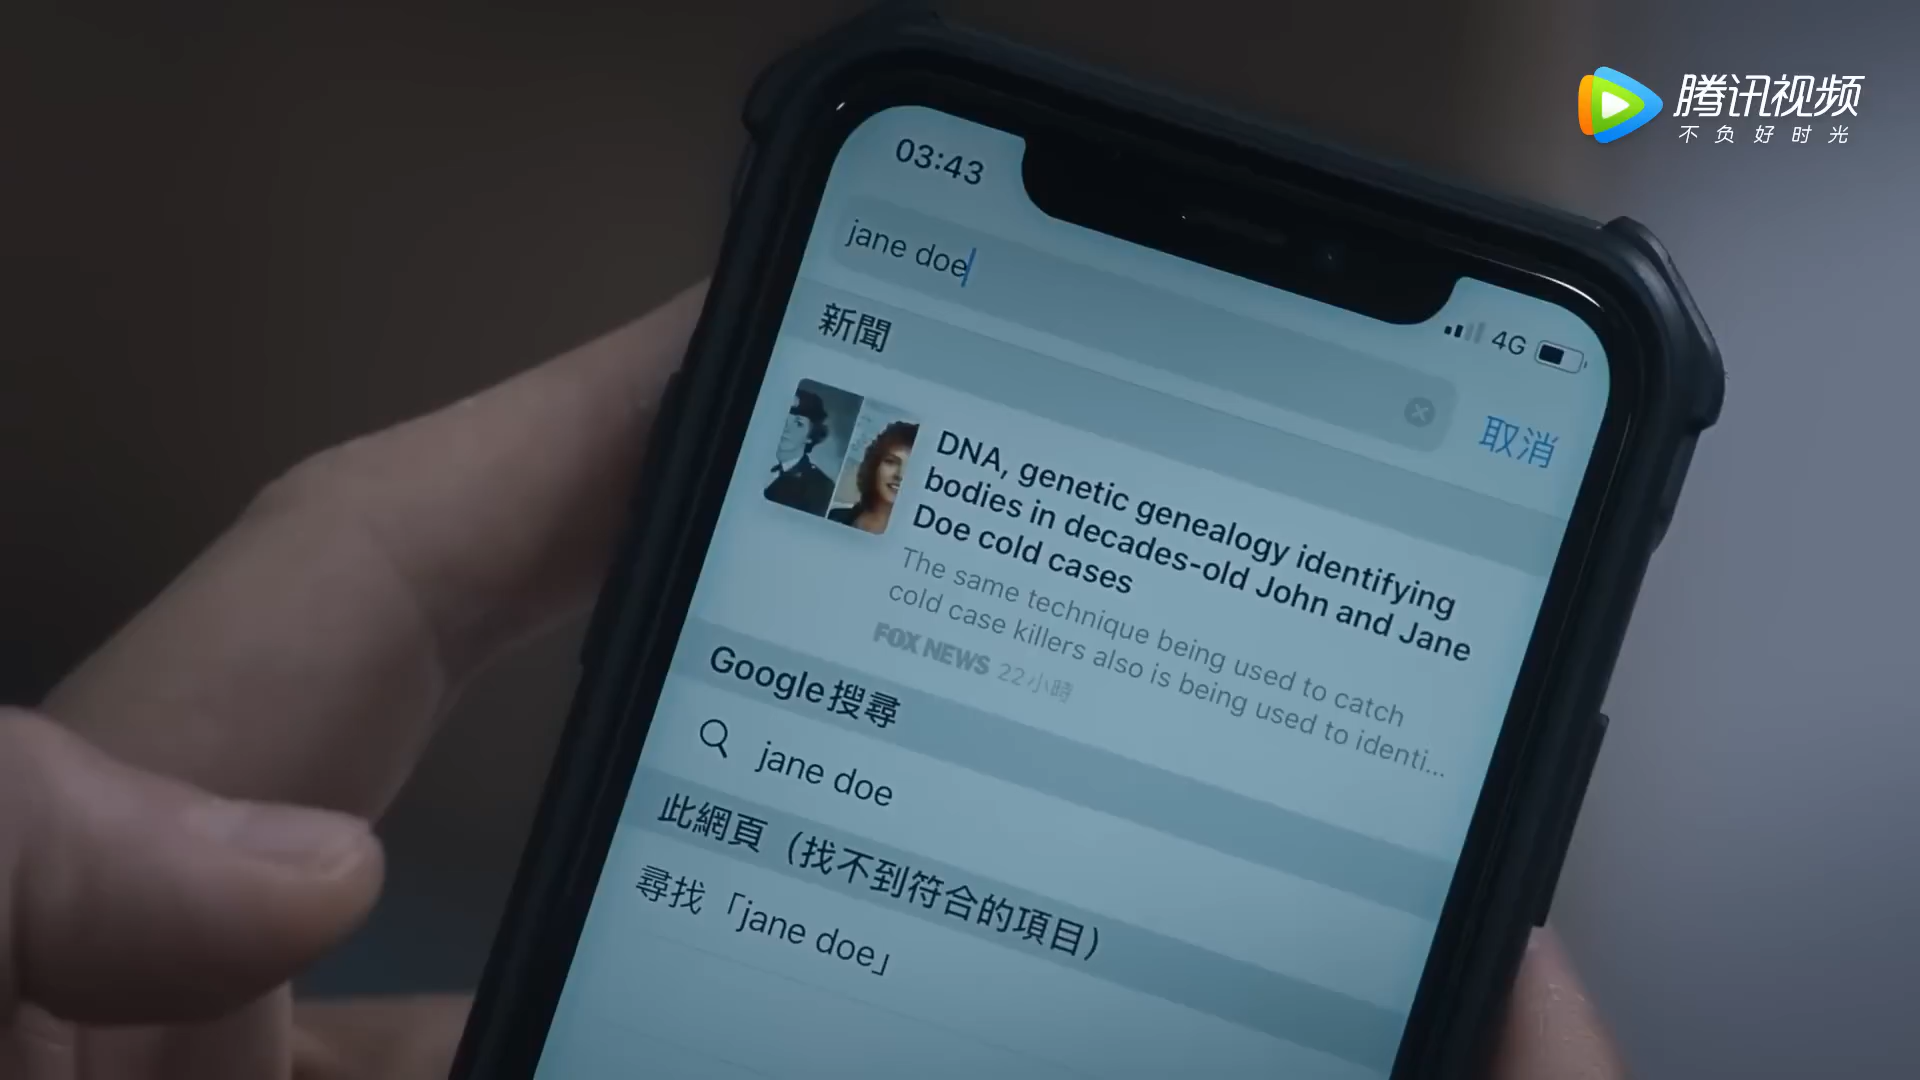 腾讯视频
不负好时光
03:43
4G
jane doe
取消
新聞
DNA, genetic genealogy identifying
bodies in decades-old John and Jane
Doe cold cases
The same technique being used to catch
cold case killers also is being used to identi...
FOX NEWS 22小時
Google搜尋
jane doe
此網頁（找不到符合的項目）
尋找「jane doe」